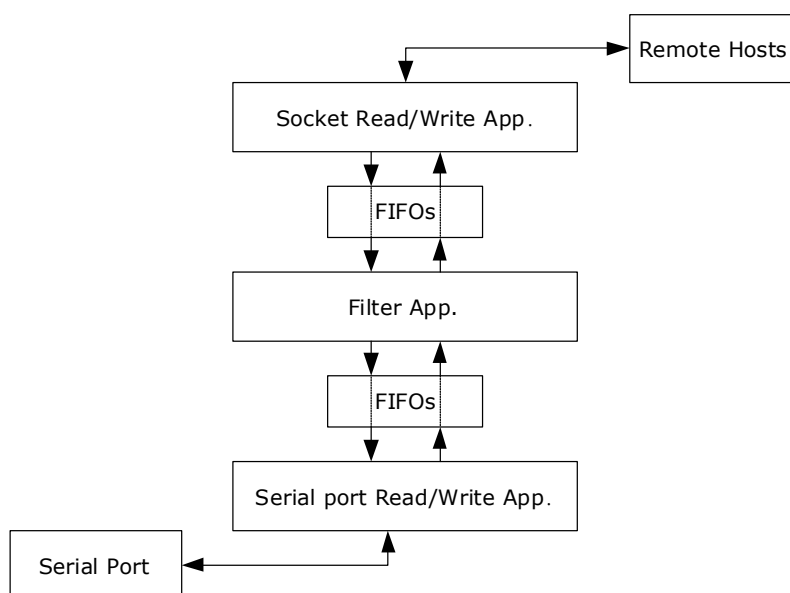 Remote Hosts
Socket Read/Write App.
FIFOs
Filter App.
FIFOs
Serial port Read/Write App.
Serial Port